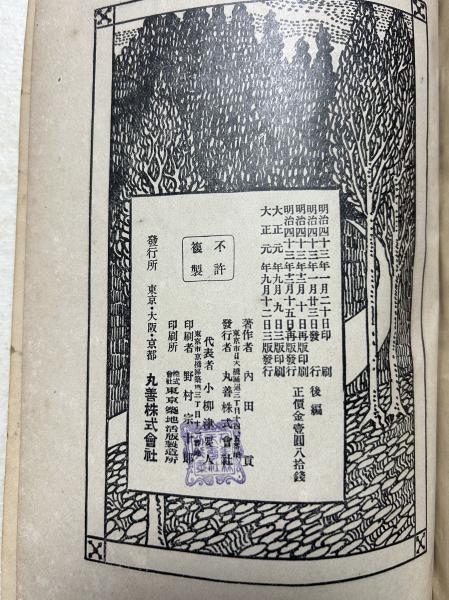 明治四十三年一月二十日印刷
明治四十三年一月廿三日發行
明治四十三年三月十日再版印刷
明治四十三年三月十五日再版發行
大正元年九月九日三版印刷
大正元年九月十二日三版發行
後編
正價金壹圓八拾錢
著作者 內田貢
發行者 丸善株式會社
代表者 小柳津要人
印刷者 野村宗十郎
印刷所 株式會社東京築地活版製造所
不許複製
發行所 東京・大阪・京都 丸善株式會社